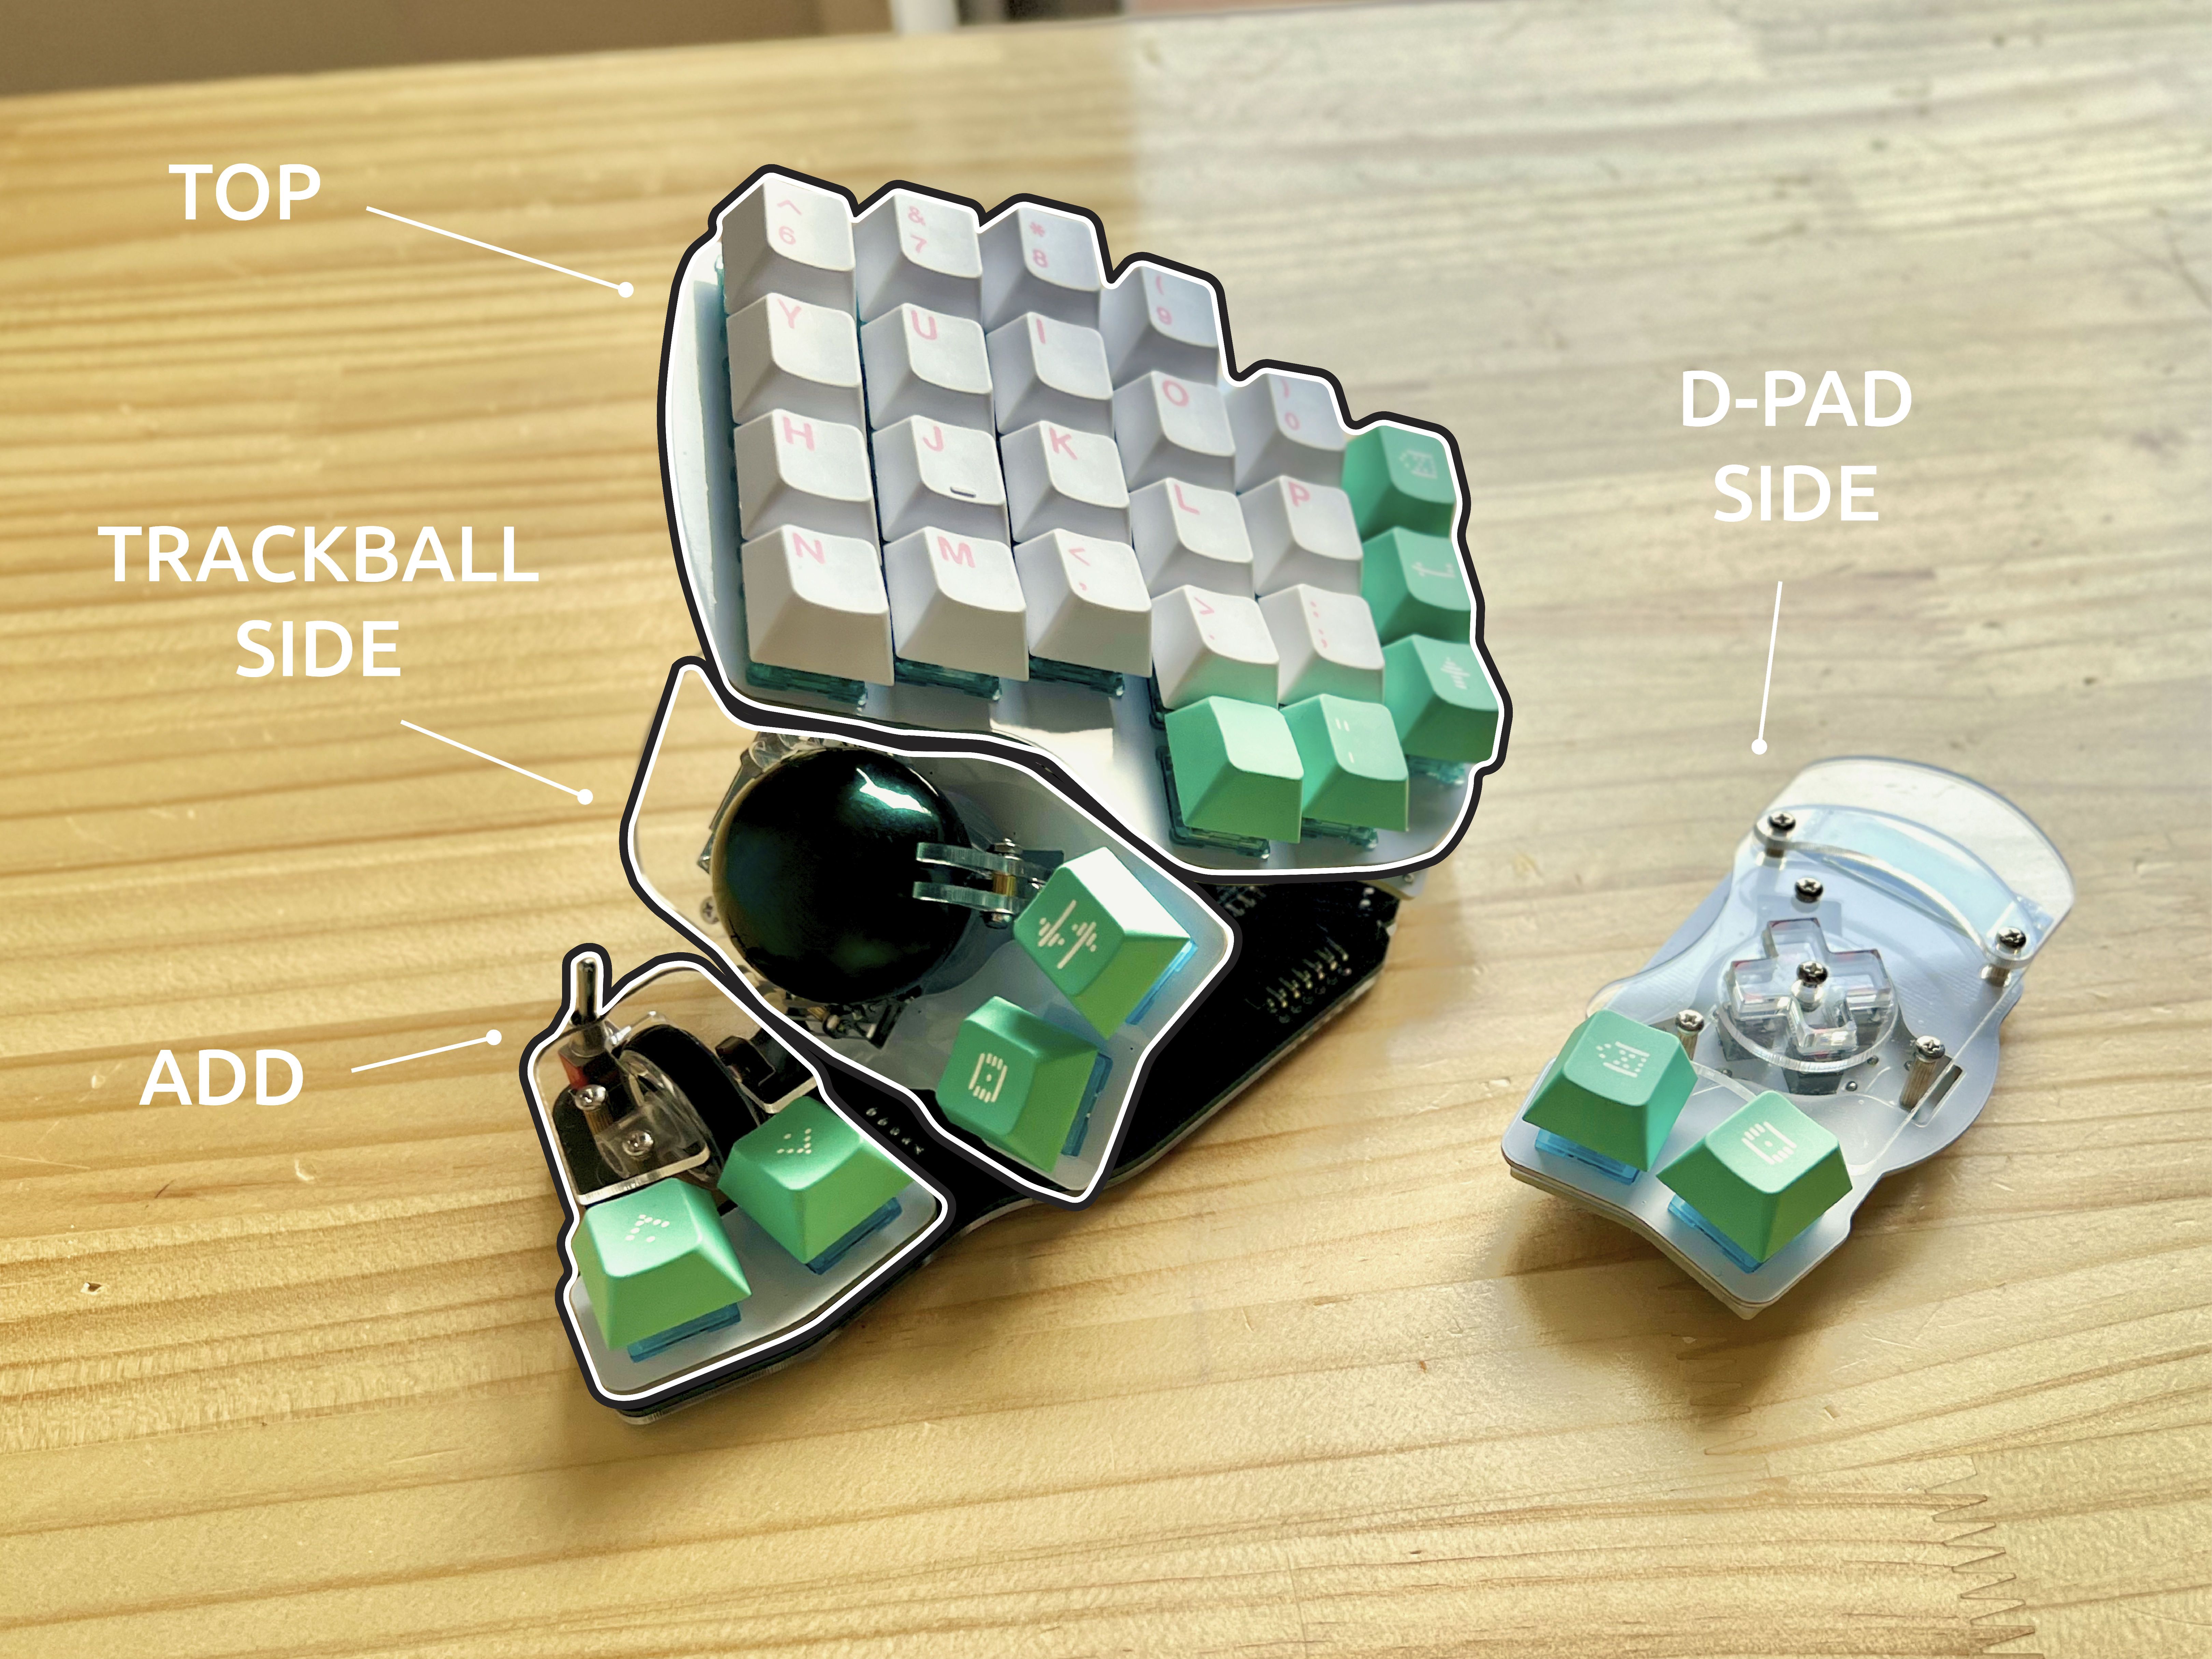 TOP
TRACKBALL
SIDE
ADD
D-PAD
SIDE
^
6
&
7
*
8
(
9
)
0
Y
U
I
O
P
H
J
K
L
:
;
N
M
<
,
>
.
=
-